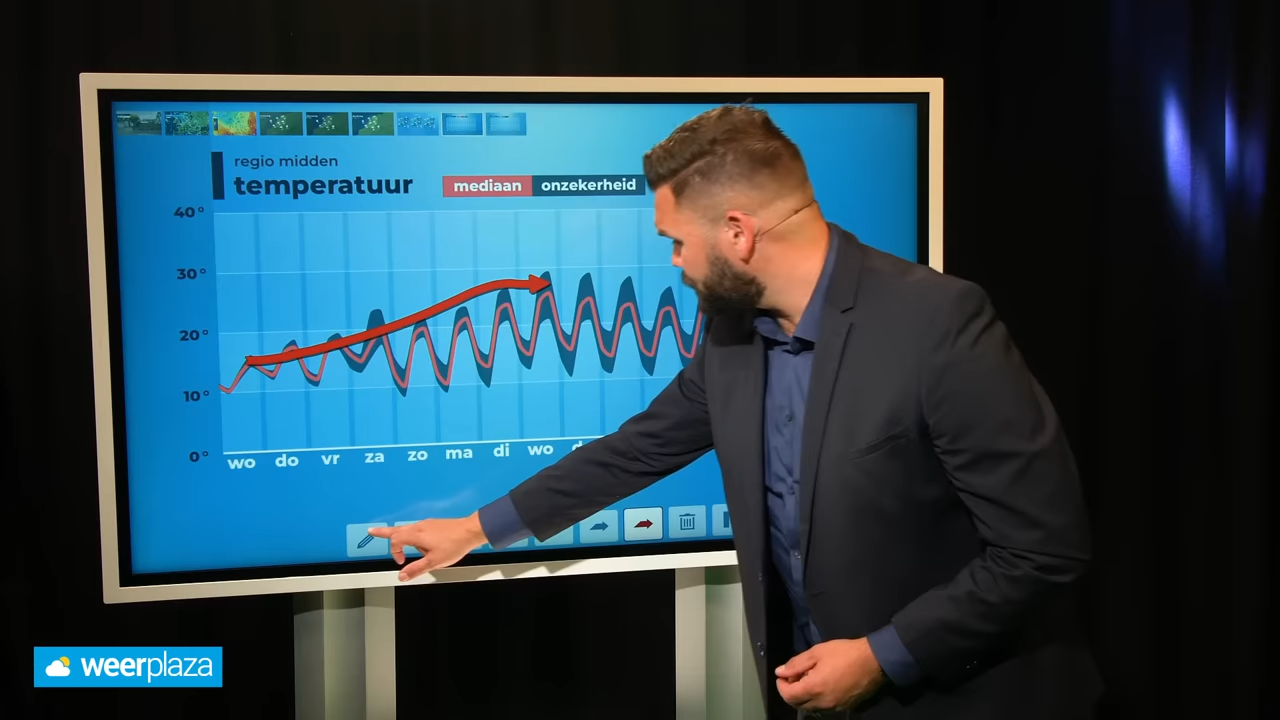 regio midden
temperatuur
mediaan onzekerheid
40°
30°
20°
10°
0°
wo do vr za zo ma di wo
weerplaza